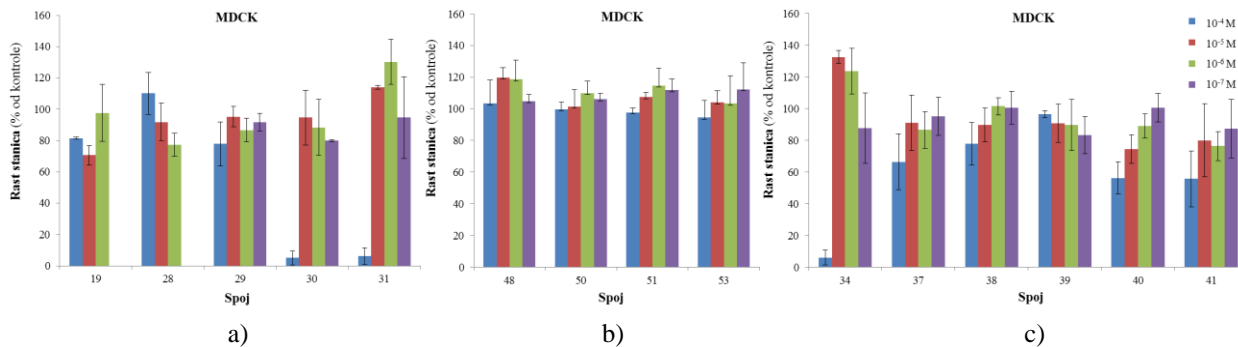 MDCK
Rast stanica (% od kontrole)
160
140
120
100
80
60
40
20
0
19 28 29 30 31
Spoj
a)
MDCK
Rast stanica (% od kontrole)
160
140
120
100
80
60
40
20
0
48 50 51 53
Spoj
b)
MDCK
Rast stanica (% od kontrole)
160
140
120
100
80
60
40
20
0
34 37 38 39 40 41
Spoj
c)
10⁻⁴ M
10⁻⁵ M
10⁻⁶ M
10⁻⁷ M